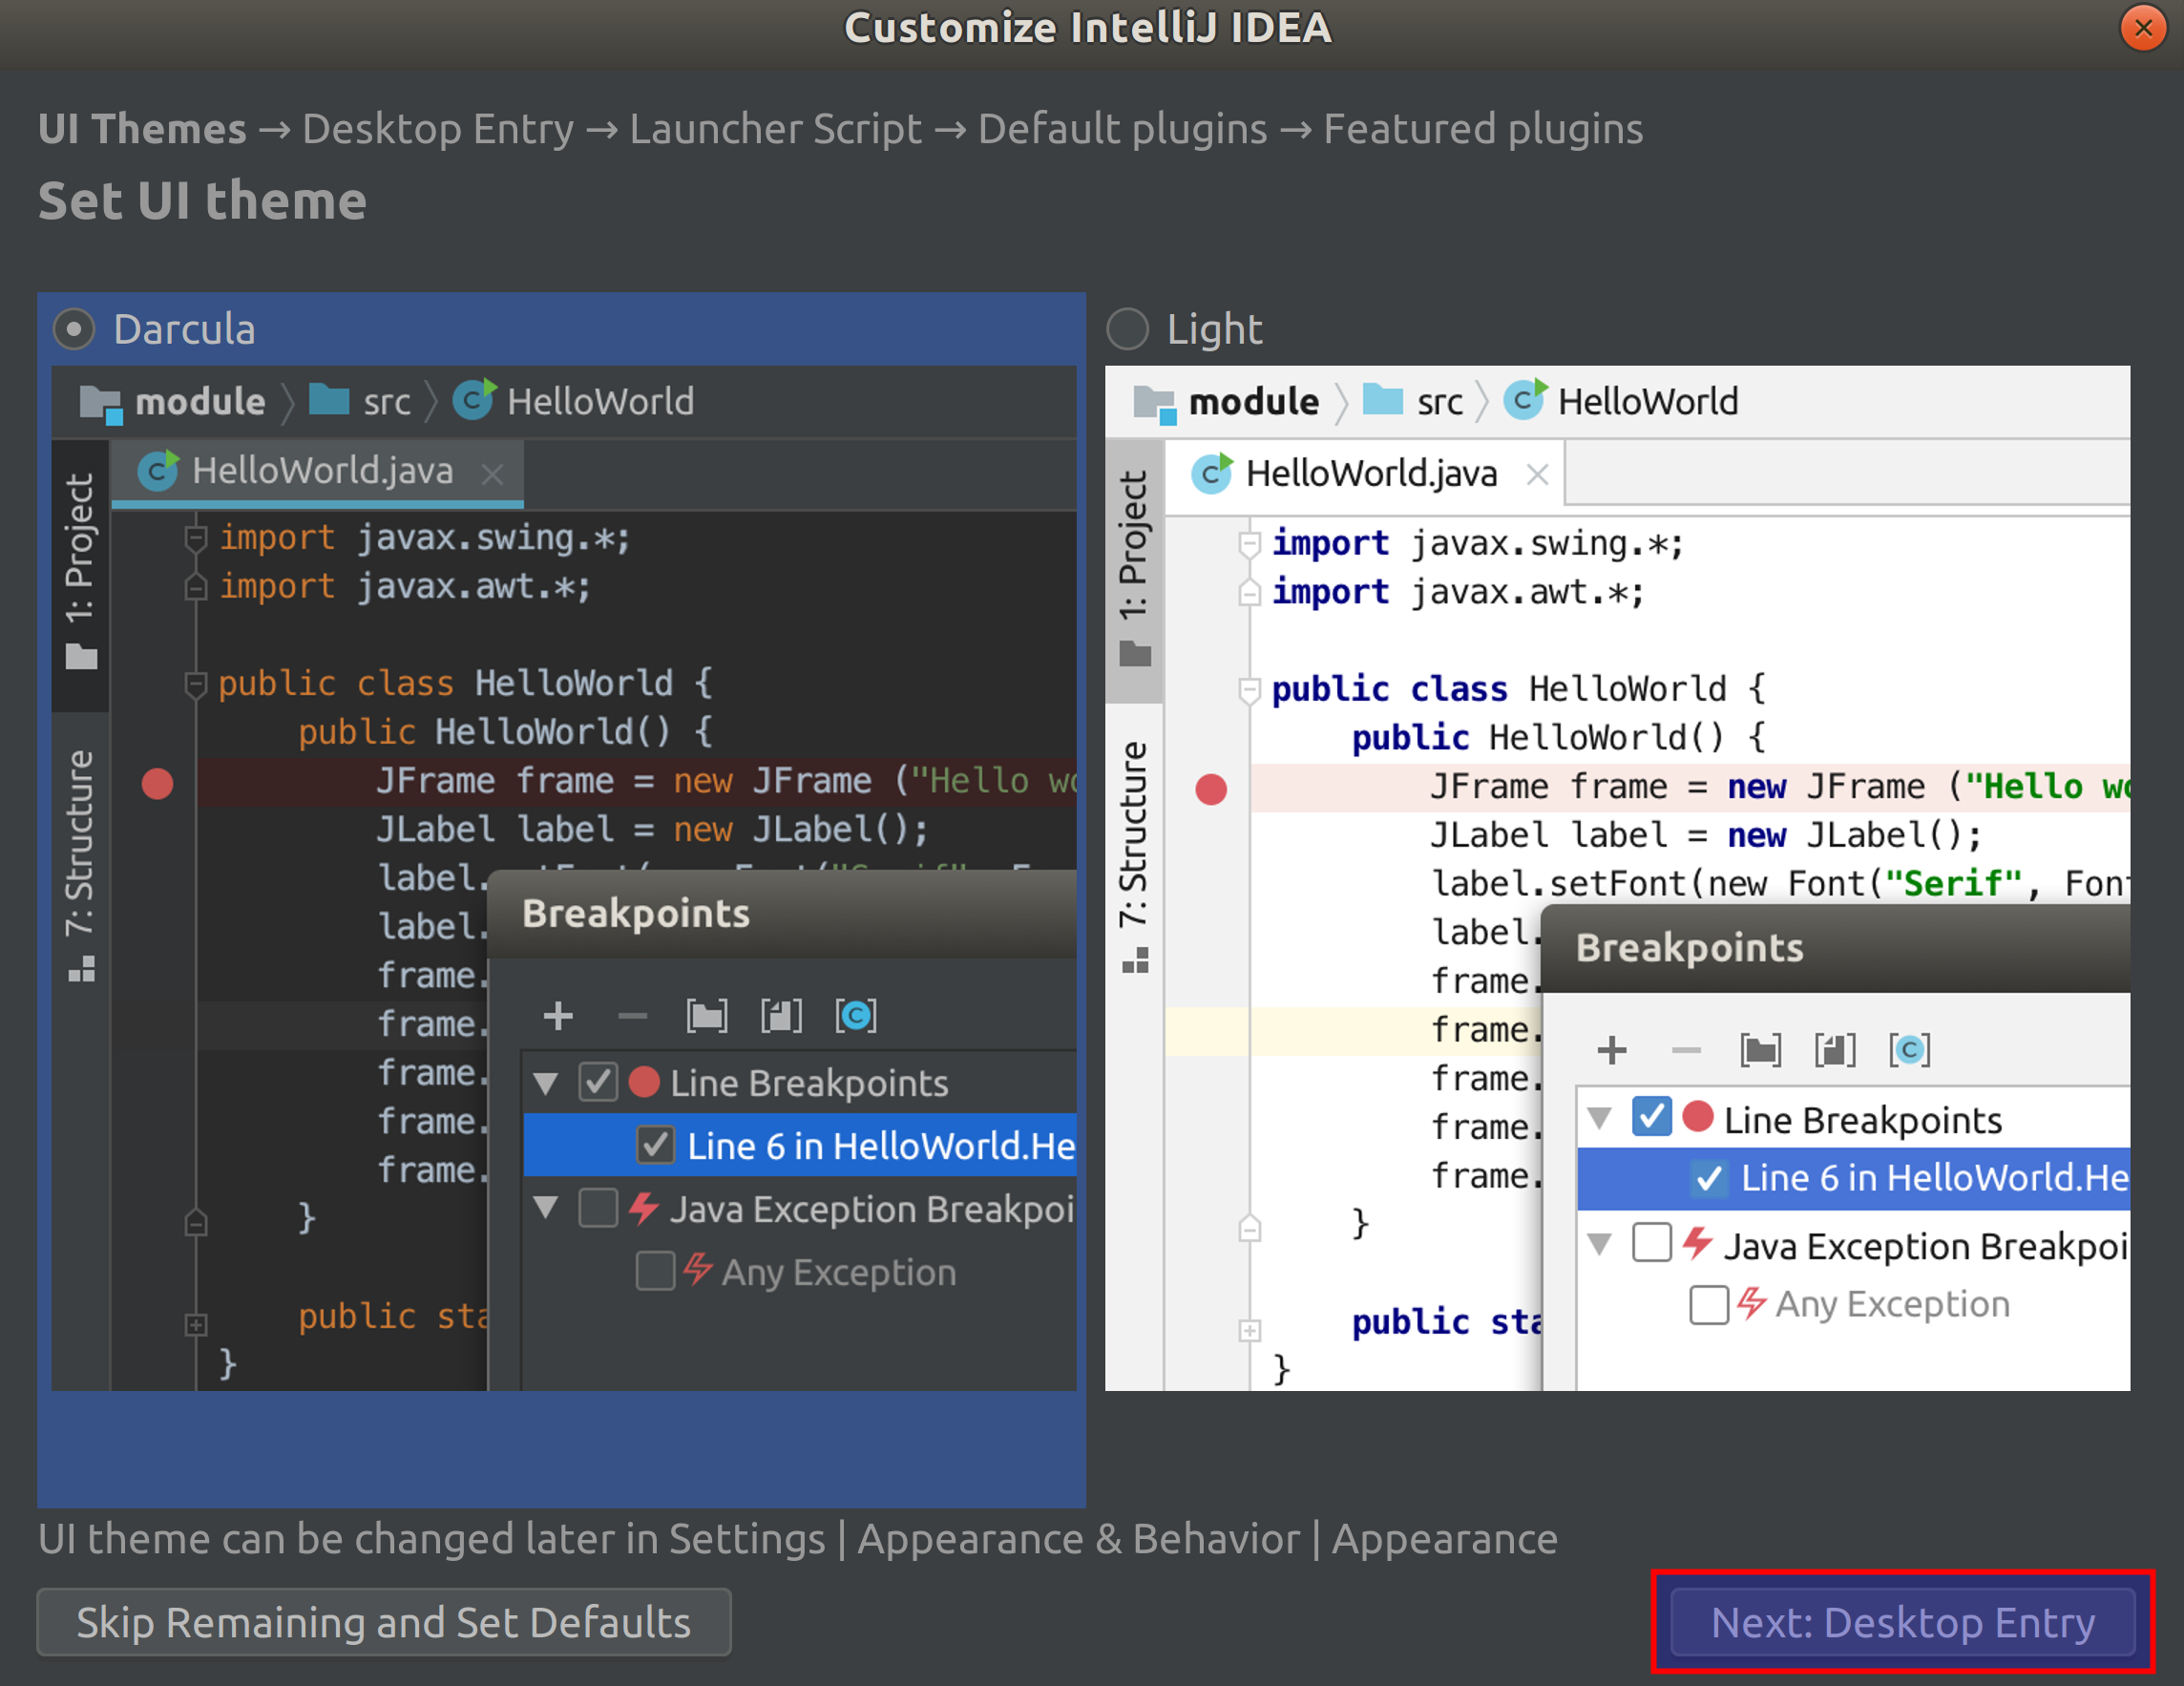 Customize IntelliJ IDEA
UI Themes → Desktop Entry → Launcher Script → Default plugins → Featured plugins
Set UI theme
Darcula
module src HelloWorld
HelloWorld.java
1: Project
7: Structure
import javax.swing.*;
import javax.awt.*;
public class HelloWorld {
public HelloWorld() {
JFrame frame = new JFrame ("Hello
JLabel label = new JLabel();
label.
label.
frame.
frame.
frame.
frame.
frame.
}
public
}
Breakpoints
Line Breakpoints
Line 6 in HelloWorld.He
Java Exception Breakpoi
Any Exception
Light
module src HelloWorld
HelloWorld.java
1: Project
7: Structure
import javax.swing.*;
import javax.awt.*;
public class HelloWorld {
public HelloWorld() {
JFrame frame = new JFrame ("Hello
JLabel label = new JLabel();
label.setFont(new Font("Serif", Font
label.
frame.
frame.
frame.
frame.
frame.
}
public
}
Breakpoints
Line Breakpoints
Line 6 in HelloWorld.He
Java Exception Breakpoi
Any Exception
UI theme can be changed later in Settings | Appearance & Behavior | Appearance
Skip Remaining and Set Defaults
Next: Desktop Entry